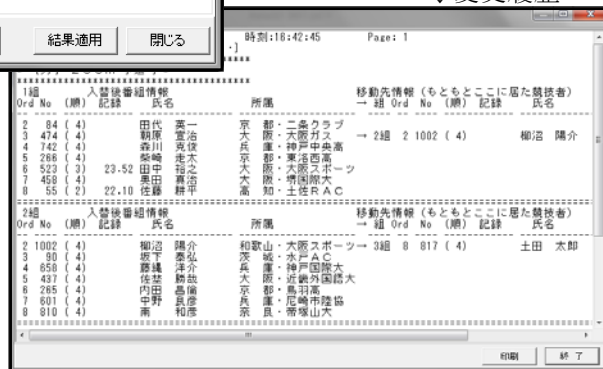 結果適用 閉じる
時刻:16:42:45 Page: 1
1組 入替後番組情報 移動先情報 (もともとここに居た競技者)
Ord No (順) 記録 氏名 所属 → 組 Ord No (順) 記録 氏名
2 84 ( 4) 田代 英一 京 都・二条クラブ
3 474 ( 4) 朝原 宣治 大 阪・大阪ガス → 2組 2 1002 ( 4) 柳沼 陽介
4 742 ( 4) 森川 克俊 兵 庫・神戸中央高
5 266 ( 4) 柴崎 走太 京 都・東洛西高
6 523 ( 3) 23.52 田中 裕之 大 阪・大阪スポーツ
7 458 ( 4) 奥田 真治 大 阪・堺国際大
8 55 ( 2) 22.10 佐藤 耕平 高 知・土佐RAC
2組 入替後番組情報 移動先情報 (もともとここに居た競技者)
Ord No (順) 記録 氏名 所属 → 組 Ord No (順) 記録 氏名
2 1002 ( 4) 柳沼 陽介 和歌山・大阪スポーツ → 3組 8 817 ( 4) 土田 太郎
3 90 ( 4) 坂下 泰弘 茨 城・水戸AC
4 658 ( 4) 藤縄 洋介 兵 庫・神戸国際大
5 437 ( 4) 佐埜 勝哉 大 阪・近畿外国語大
6 265 ( 4) 内田 昌倫 京 都・鳥羽高
7 601 ( 4) 中野 良彦 兵 庫・尼崎市陸協
8 810 ( 4) 南 和彦 奈 良・帝塚山大
印刷 終 了